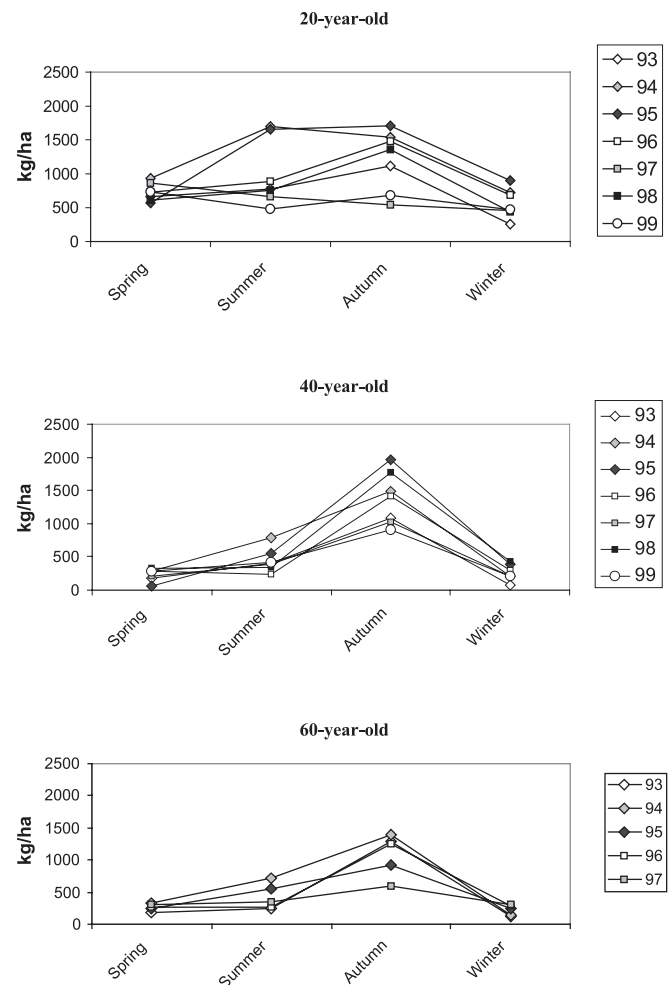 20-year-old
kg/ha
2500
2000
1500
1000
500
0
Spring
Summer
Autumn
Winter
93
94
95
96
97
98
99
40-year-old
kg/ha
2500
2000
1500
1000
500
0
Spring
Summer
Autumn
Winter
93
94
95
96
97
98
99
60-year-old
kg/ha
2500
2000
1500
1000
500
0
Spring
Summer
Autumn
Winter
93
94
95
96
97